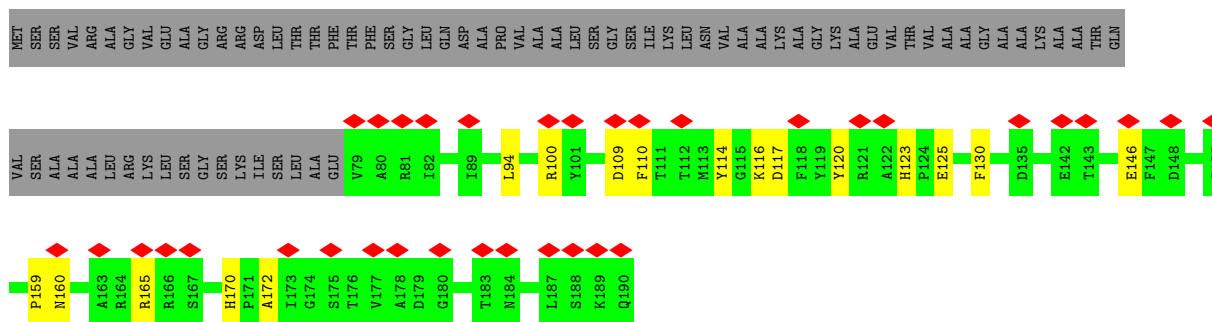 MET SER SER VAL ARG ALA GLY VAL GLU ALA GLY ARG ARG ASP LEU THR THR PHE THR PHE SER GLY LEU GLN ASP ALA PRO VAL ALA ALA LEU SER GLY SER ILE LYS LEU ASN VAL ALA ALA LYS ALA GLY LYS ALA GLU VAL THR VAL ALA ALA GLY ALA ALA LYS ALA ALA THR GLN
VAL SER ALA ALA ALA LEU ARG LYS LEU SER GLY SER LYS ILE SER LEU ALA GLU V79 A80 R81 I82 I89 L94 R100 Y101 D109 F110 T111 T112 M113 Y114 G115 K116 D117 F118 Y119 Y120 R121 A122 H123 P124 E125 F130 D135 E142 T143 E146 F147 D148
P159 N160 A163 R164 R165 R166 S167 H170 P171 A172 I173 G174 S175 T176 V177 A178 D179 G180 T183 N184 L187 S188 K189 Q190